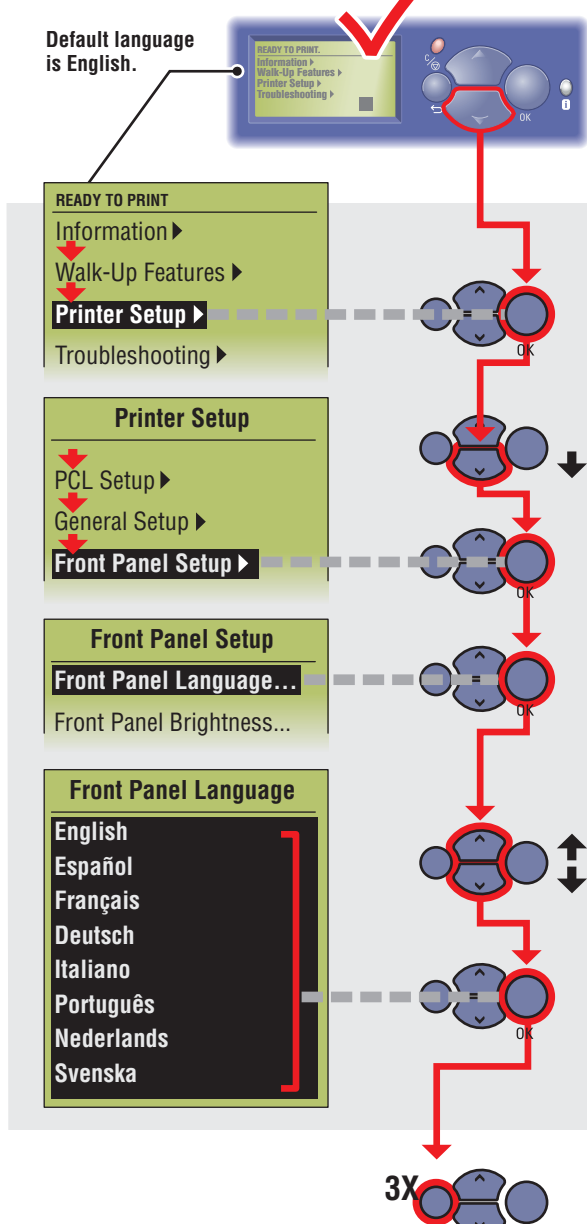 Default language
is English.
READY TO PRINT.
Information
Walk-Up Features
Printer Setup
Troubleshooting
C/
OK
i
READY TO PRINT
Information
Walk-Up Features
Printer Setup
Troubleshooting
OK
Printer Setup
PCL Setup
General Setup
Front Panel Setup
OK
Front Panel Setup
Front Panel Language...
Front Panel Brightness...
OK
Front Panel Language
English
Español
Français
Deutsch
Italiano
Português
Nederlands
Svenska
OK
3X